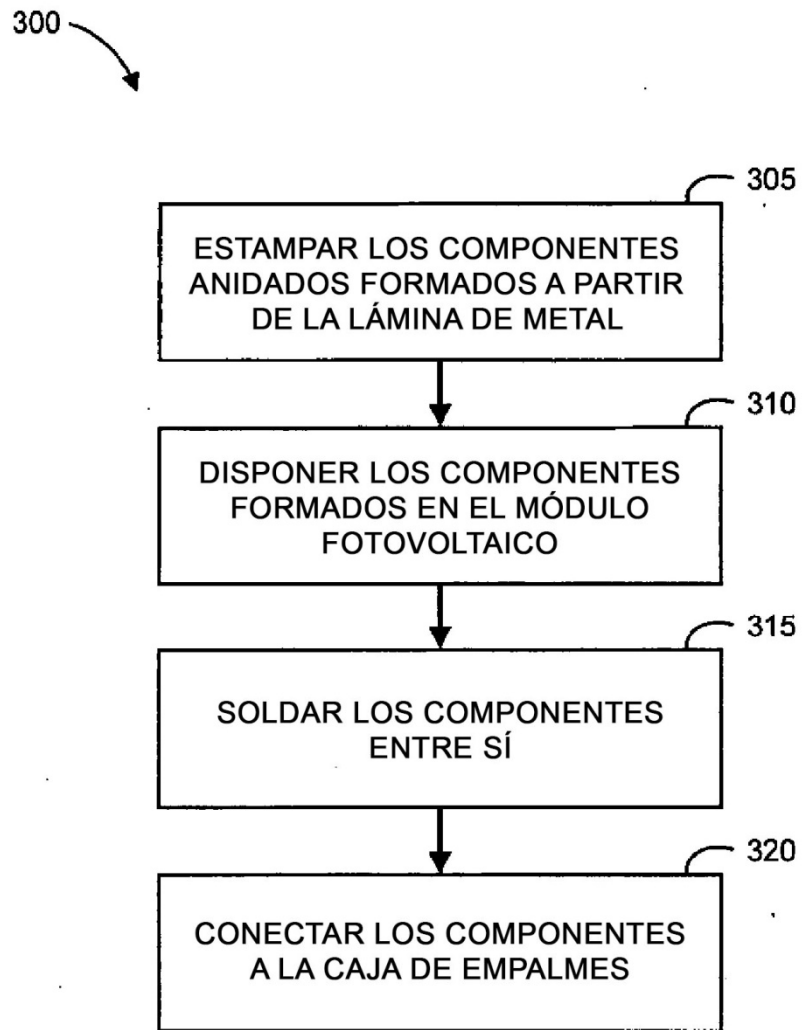 300
305
ESTAMPAR LOS COMPONENTES
ANIDADOS FORMADOS A PARTIR
DE LA LÁMINA DE METAL
310
DISPONER LOS COMPONENTES
FORMADOS EN EL MÓDULO
FOTOVOLTAICO
315
SOLDAR LOS COMPONENTES
ENTRE SÍ
320
CONECTAR LOS COMPONENTES
A LA CAJA DE EMPALMES